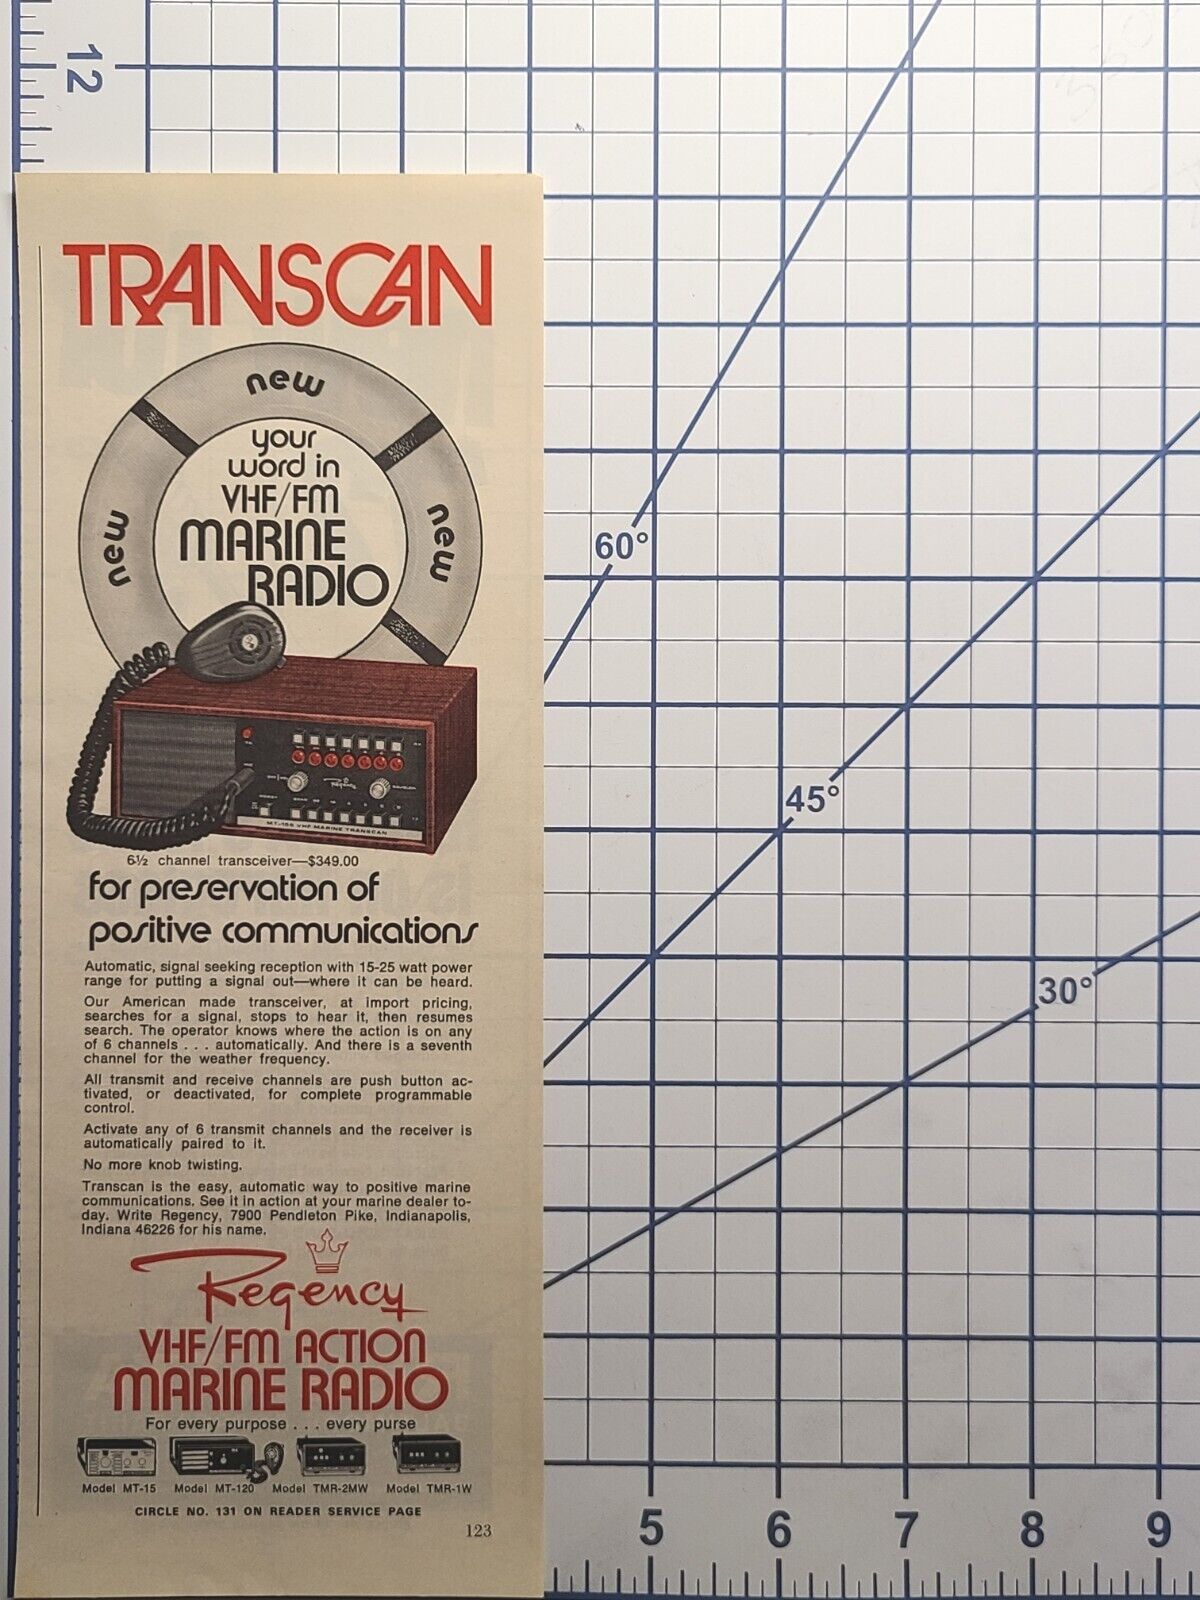 12
TRANSCAN
new
new
new
your
word in
VHF/FM
MARINE
RADIO
Regency
MT-15S VHF MARINE TRANSCAN
6½ channel transceiver—$349.00
for preservation of
positive communications
Automatic, signal seeking reception with 15-25 watt power
range for putting a signal out—where it can be heard.
Our American made transceiver, at import pricing,
searches for a signal, stops to hear it, then resumes
search. The operator knows where the action is on any
of 6 channels . . . automatically. And there is a seventh
channel for the weather frequency.
All transmit and receive channels are push button ac-
tivated, or deactivated, for complete programmable
control.
Activate any of 6 transmit channels and the receiver is
automatically paired to it.
No more knob twisting.
Transcan is the easy, automatic way to positive marine
communications. See it in action at your marine dealer to-
day. Write Regency, 7900 Pendleton Pike, Indianapolis,
Indiana 46226 for his name.
Regency
VHF/FM ACTION
MARINE RADIO
For every purpose . . . every purse
Model MT-15 Model MT-120 Model TMR-2MW Model TMR-1W
CIRCLE NO. 131 ON READER SERVICE PAGE
123
60°
45°
30°
5 6 7 8 9